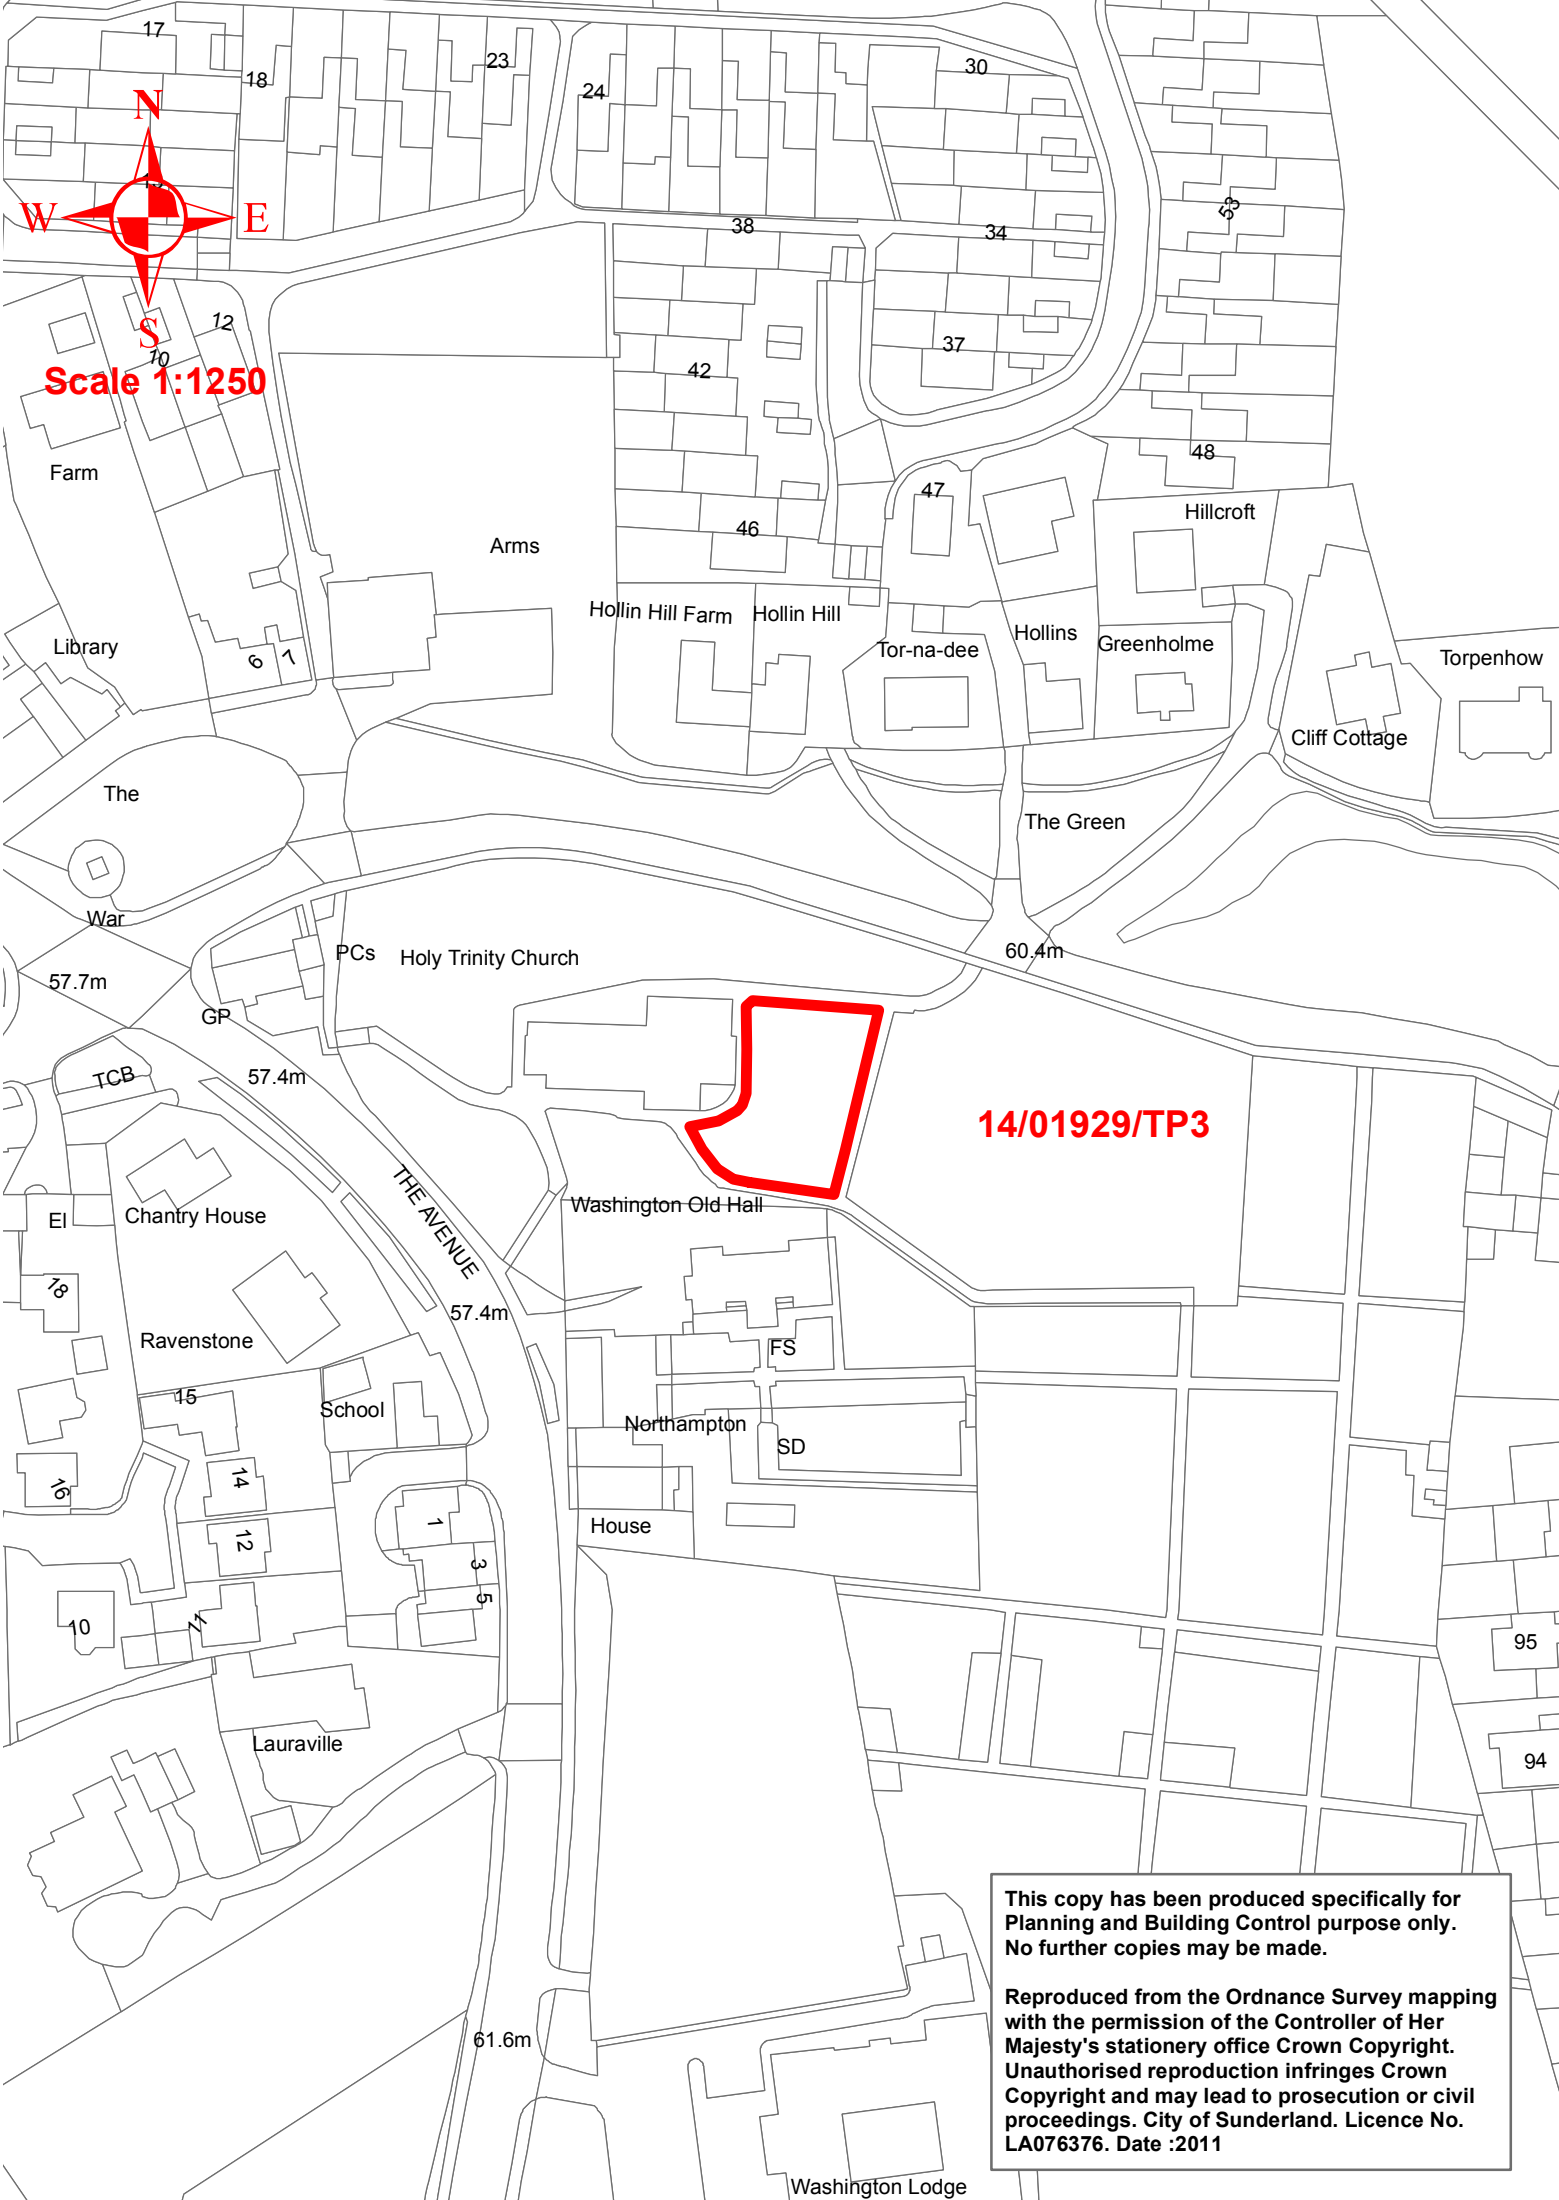 17
18
23
24
30
N
13
W
E
38
34
53
S
12
10
Scale 1:1250
42
37
Farm
48
47
Hillcroft
46
Arms
Hollin Hill Farm
Hollin Hill
Hollins
Greenholme
Library
6
7
Tor-na-dee
Torpenhow
Cliff Cottage
The
The Green
War
PCs
Holy Trinity Church
60.4m
57.7m
GP
TCB
57.4m
14/01929/TP3
THE AVENUE
Washington Old Hall
El
Chantry House
18
57.4m
Ravenstone
FS
15
School
Northampton
SD
14
16
1
House
12
3
5
10
11
95
Lauraville
94
This copy has been produced specifically for
Planning and Building Control purpose only.
No further copies may be made.
Reproduced from the Ordnance Survey mapping
with the permission of the Controller of Her
Majesty's stationery office Crown Copyright.
Unauthorised reproduction infringes Crown
Copyright and may lead to prosecution or civil
proceedings. City of Sunderland. Licence No.
LA076376. Date :2011
61.6m
Washington Lodge